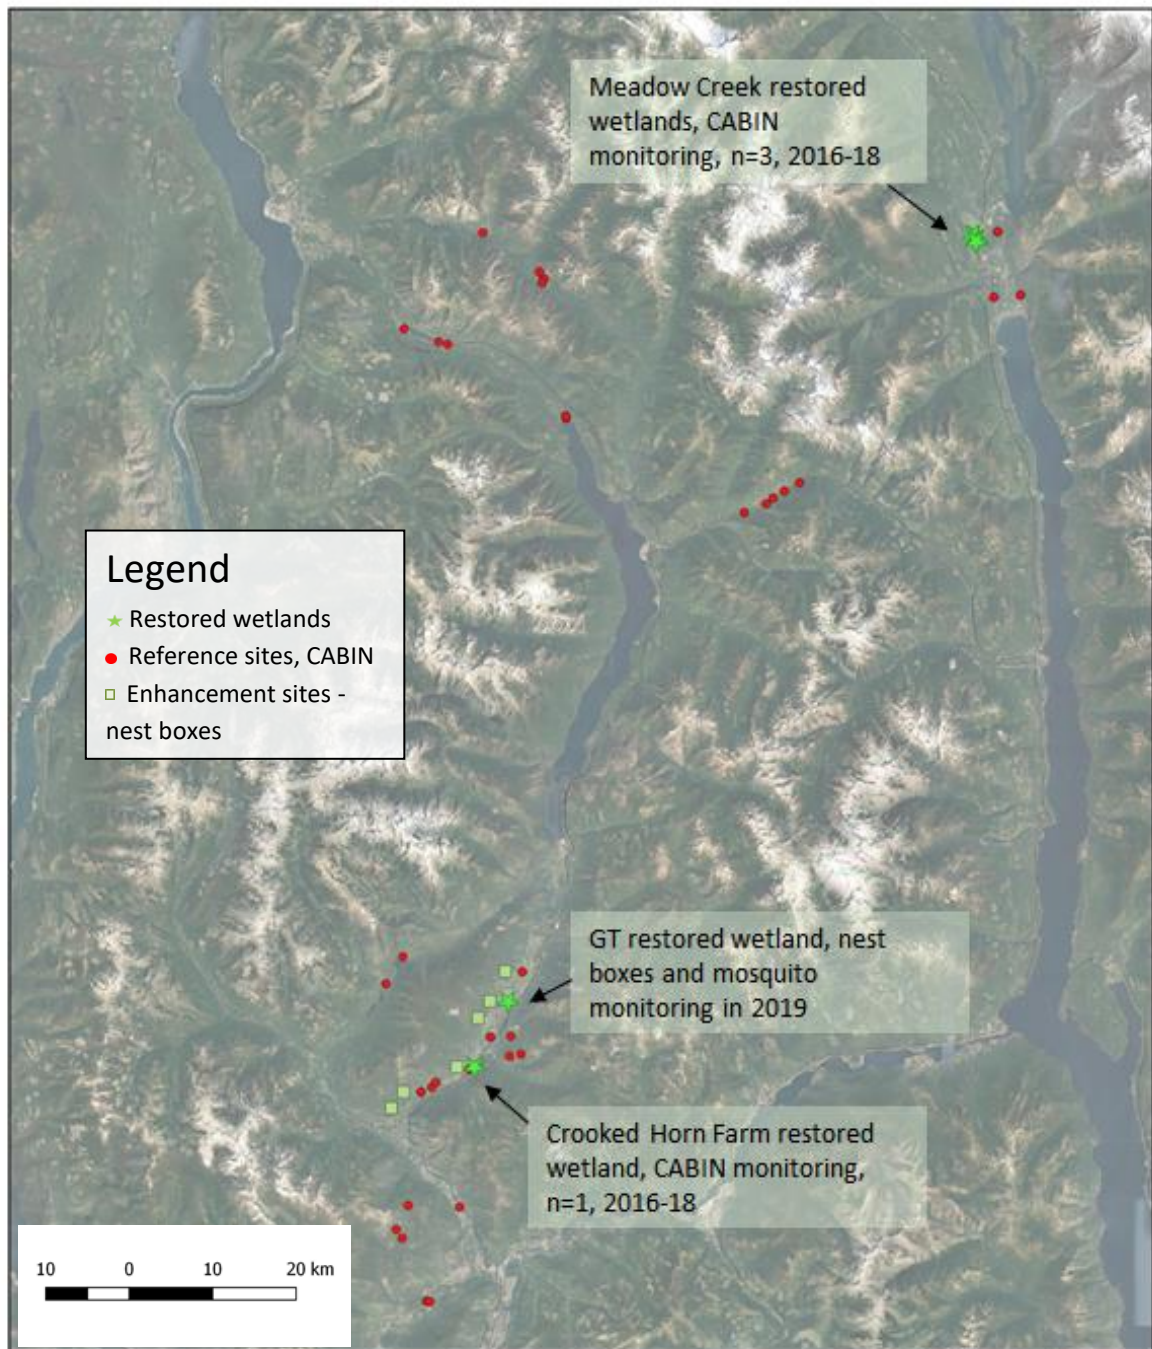 Meadow Creek restored
wetlands, CABIN
monitoring, n=3, 2016-18
Legend
Restored wetlands
Reference sites, CABIN
Enhancement sites -
nest boxes
GT restored wetland, nest
boxes and mosquito
monitoring in 2019
Crooked Horn Farm restored
wetland, CABIN monitoring,
n=1, 2016-18
10 0 10 20 km